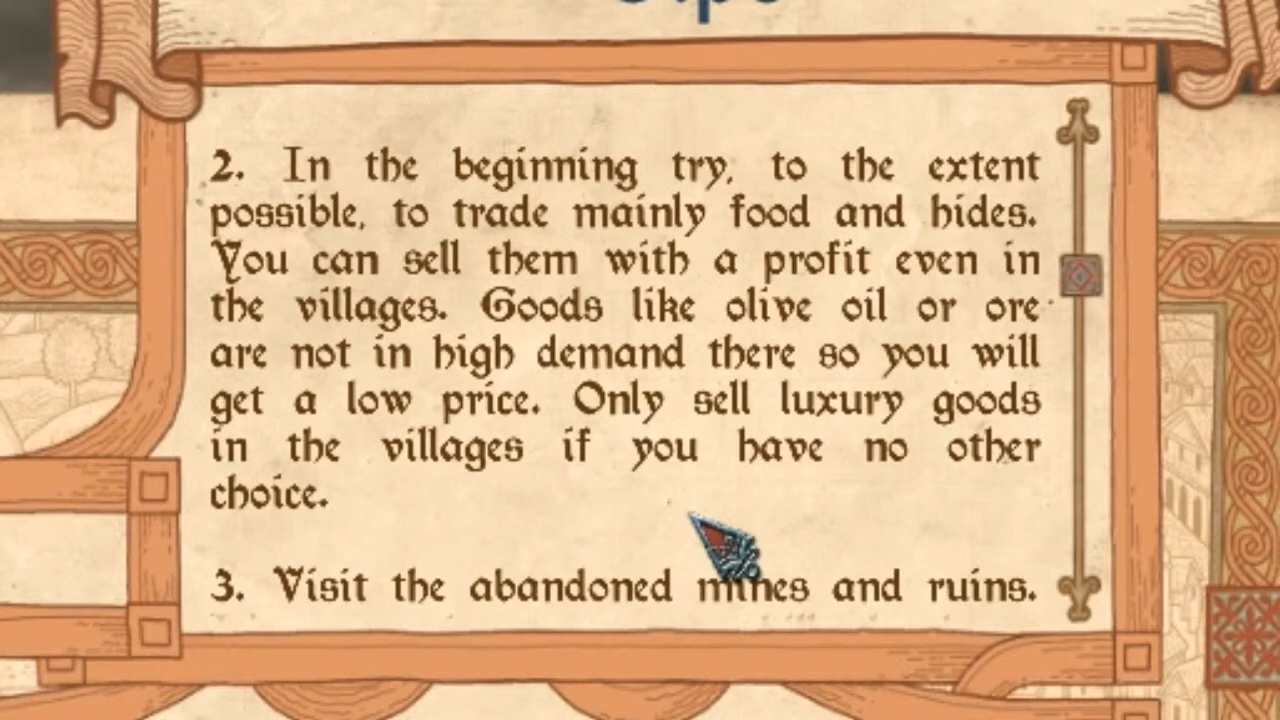 2. In the beginning try, to the extent
possible, to trade mainly food and hides.
You can sell them with a profit even in
the villages. Goods like olive oil or ore
are not in high demand there so you will
get a low price. Only sell luxury goods
in the villages if you have no other
choice.
3. Visit the abandoned mines and ruins.